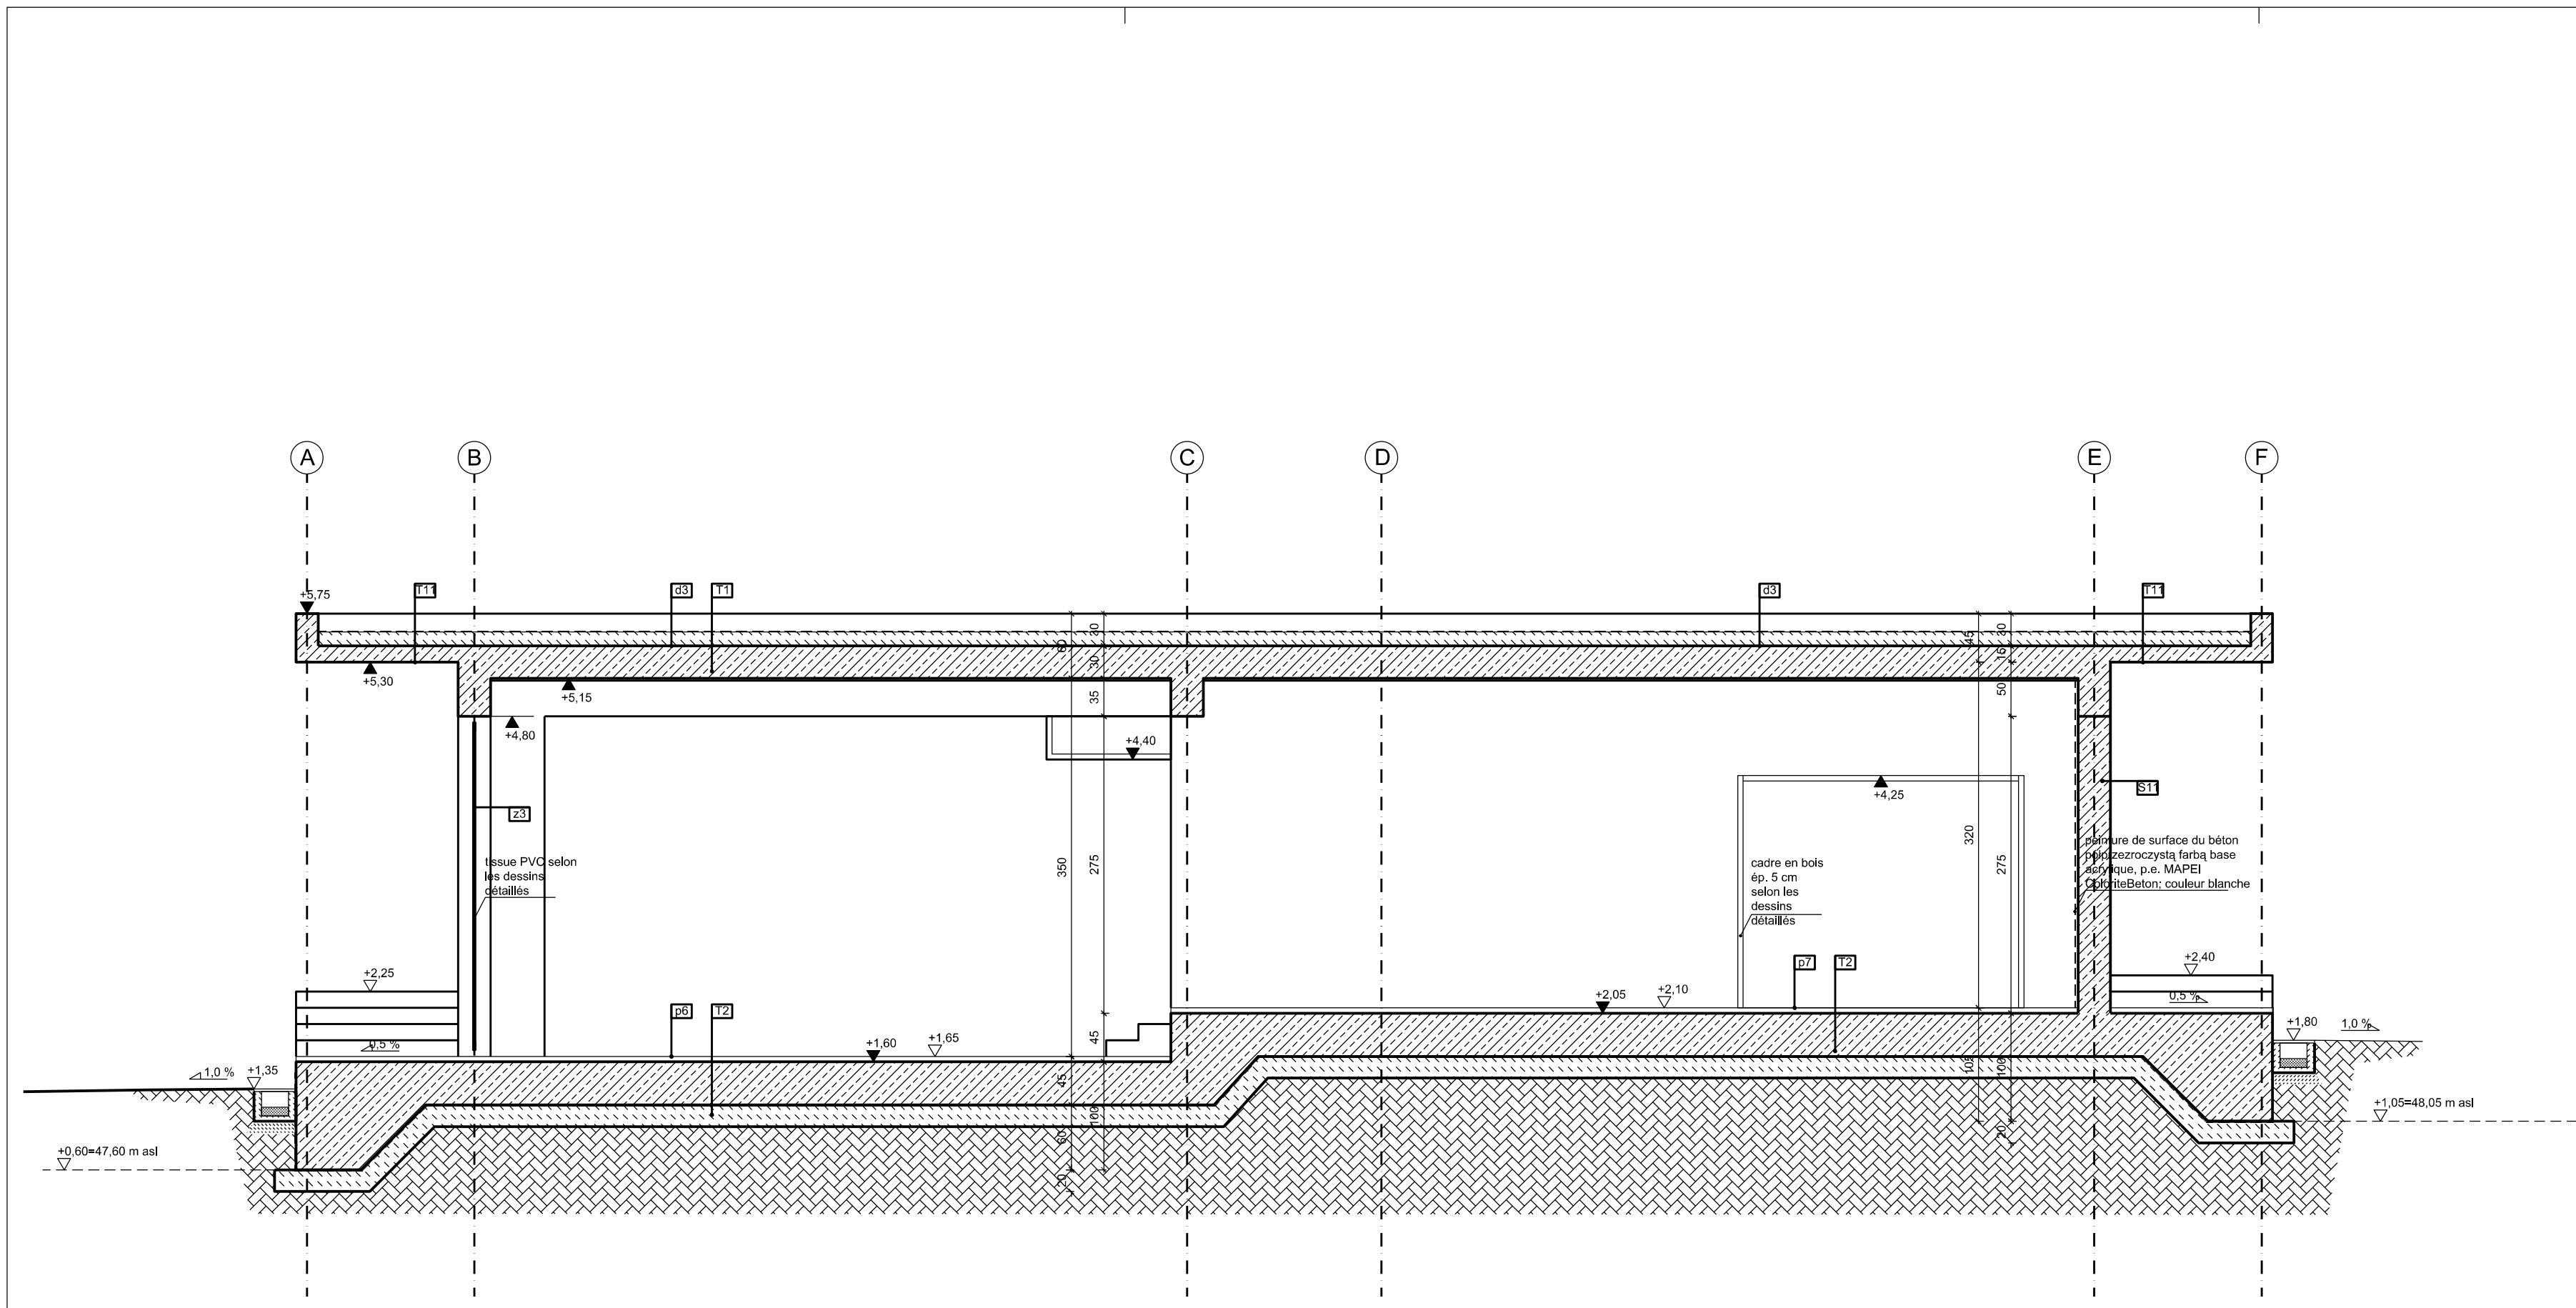 A
B
C
D
E
F
+5,75
T11
d3
T1
d3
T11
60
30
45
30
30
15
+5,30
+5,15
35
50
+4,80
+4,40
+4,25
z3
S11
tissue PVC selon
les dessins
détaillés
350
275
cadre en bois
ép. 5 cm
selon les
dessins
détaillés
320
275
peinture de surface du béton
półprzezroczystą farbą base
acrylique, p.e. MAPEI
ColoriteBeton; couleur blanche
+2,25
+2,40
p7
T2
0,5 %
+2,05
+2,10
p6
T2
+1,80
1,0 %
0,5 %
+1,60
+1,65
45
1,0 %
+1,35
45
105
100
100
+1,05=48,05 m asl
60
20
+0,60=47,60 m asl
20